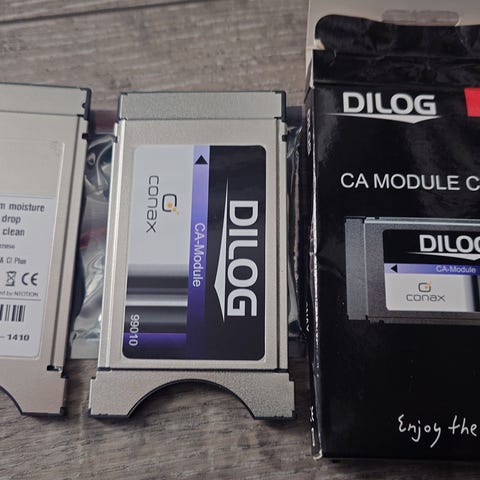 m moisture
drop
clean
& CI Plus
CE
ed by NEOTION
- 1410
conax
CA-Module
DILOG
99010
DILOG
CA MODULE C
DILOG
CA-Module
conax
Enjoy the